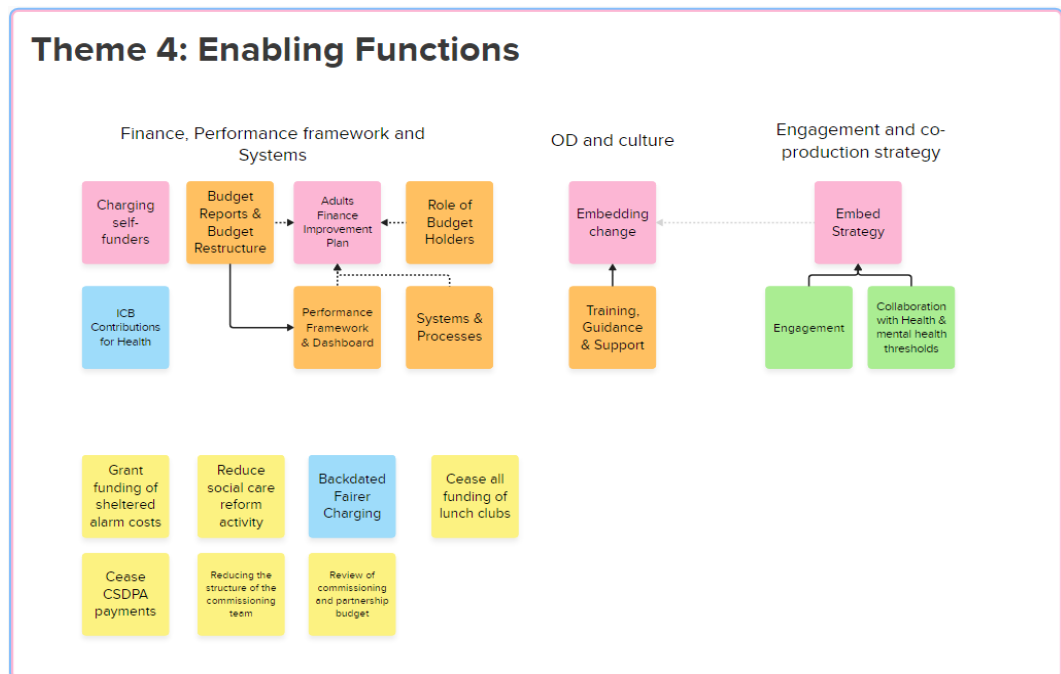 Theme 4: Enabling Functions
Finance, Performance framework and
Systems
OD and culture
Engagement and co-
production strategy
Charging
self-
funders
Budget
Reports &
Budget
Restructure
Adults
Finance
Improvement
Plan
Role of
Budget
Holders
Embedding
change
Embed
Strategy
ICB
Contributions
for Health
Performance
Framework
& Dashboard
Systems &
Processes
Training,
Guidance
& Support
Engagement
Collaboration
with Health &
mental health
thresholds
Grant
funding of
sheltered
alarm costs
Reduce
social care
reform
activity
Backdated
Fairer
Charging
Cease all
funding of
lunch clubs
Cease
CSDPA
payments
Reducing the
structure of the
commissioning
team
Review of
commissioning
and partnership
budget